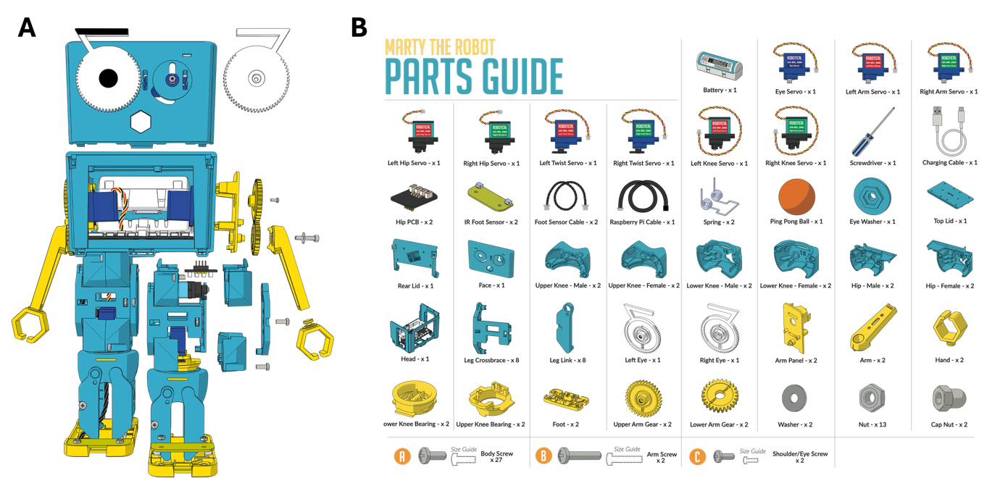 A
B
MARTY THE ROBOT
PARTS GUIDE
Battery - x 1
Eye Servo - x 1
Left Arm Servo - x 1
Right Arm Servo - x 1
Left Hip Servo - x 1
Right Hip Servo - x 1
Left Twist Servo - x 1
Right Twist Servo - x 1
Left Knee Servo - x 1
Right Knee Servo - x 1
Screwdriver - x 1
Charging Cable - x 1
Hip PCB - x 2
IR Foot Sensor - x 2
Foot Sensor Cable - x 2
Raspberry Pi Cable - x 1
Spring - x 2
Ping Pong Ball - x 1
Eye Washer - x 1
Top Lid - x 1
Rear Lid - x 1
Face - x 1
Upper Knee - Male - x 2
Upper Knee - Female - x 2
Lower Knee - Male - x 2
Lower Knee - Female - x 2
Hip - Male - x 2
Hip - Female - x 2
Head - x 1
Leg Crossbrace - x 8
Leg Link - x 8
Left Eye - x 1
Right Eye - x 1
Arm Panel - x 2
Arm - x 2
Hand - x 2
ower Knee Bearing - x 2
Upper Knee Bearing - x 2
Foot - x 2
Upper Arm Gear - x 2
Lower Arm Gear - x 2
Washer - x 2
Nut - x 13
Cap Nut - x 2
A
Size Guide
Body Screw
x 27
B
Size Guide
Arm Screw
x 2
C
Size Guide
Shoulder/Eye Screw
x 2